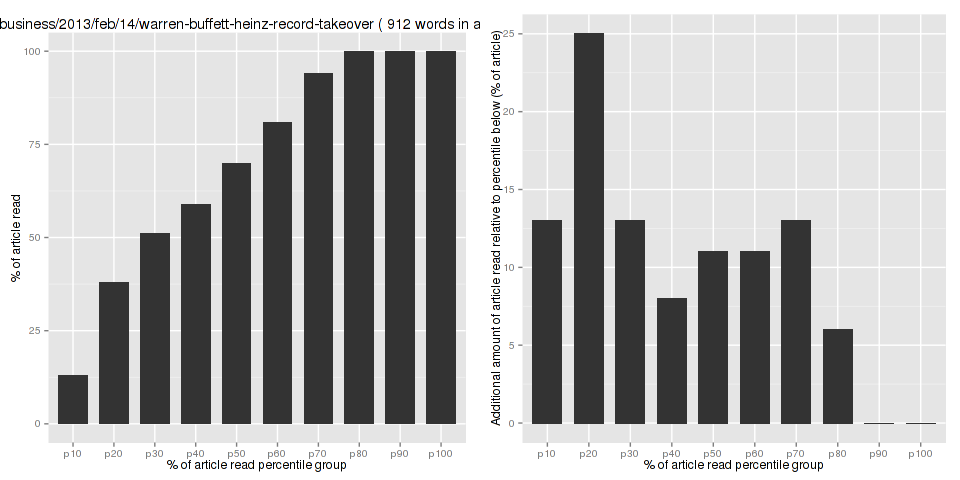 business/2013/feb/14/warren-buffett-heinz-record-takeover ( 912 words in a
% of article read
100
75
50
25
0
p10 p20 p30 p40 p50 p60 p70 p80 p90 p100
% of article read percentile group
Additional amount of article read relative to percentile below (% of article)
25
20
15
10
5
0
p10 p20 p30 p40 p50 p60 p70 p80 p90 p100
% of article read percentile group